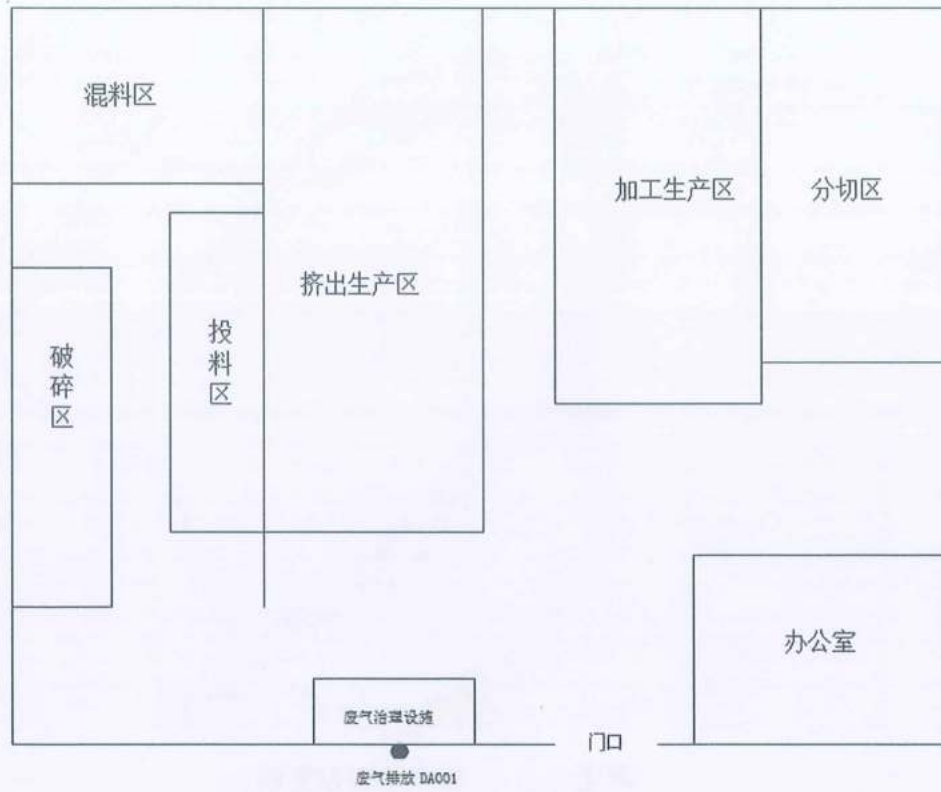 混料区
加工生产区
分切区
挤出生产区
投料区
破碎区
办公室
废气治理设施
门口
废气排放 DA001